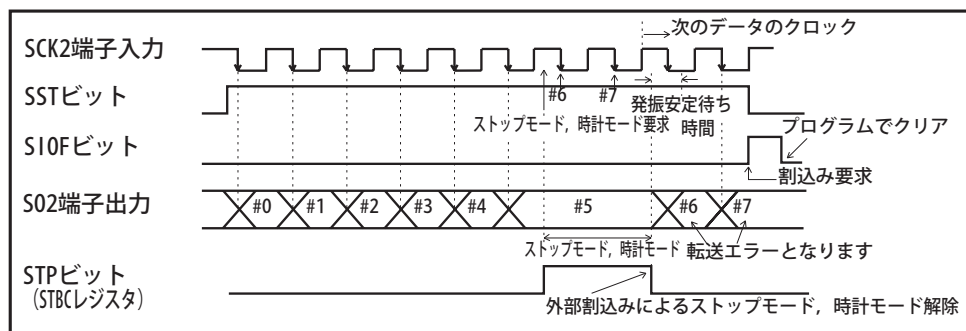 次のデータのクロック
SCK2端子入力
#6
#7
SSTビット
発振安定待ち
時間
ストップモード，時計モード要求
プログラムでクリア
SIOFビット
割込み要求
SO2端子出力
#0
#1
#2
#3
#4
#5
#6
#7
ストップモード，時計モード
転送エラーとなります
STPビット
(STBCレジスタ)
外部割込みによるストップモード，時計モード解除